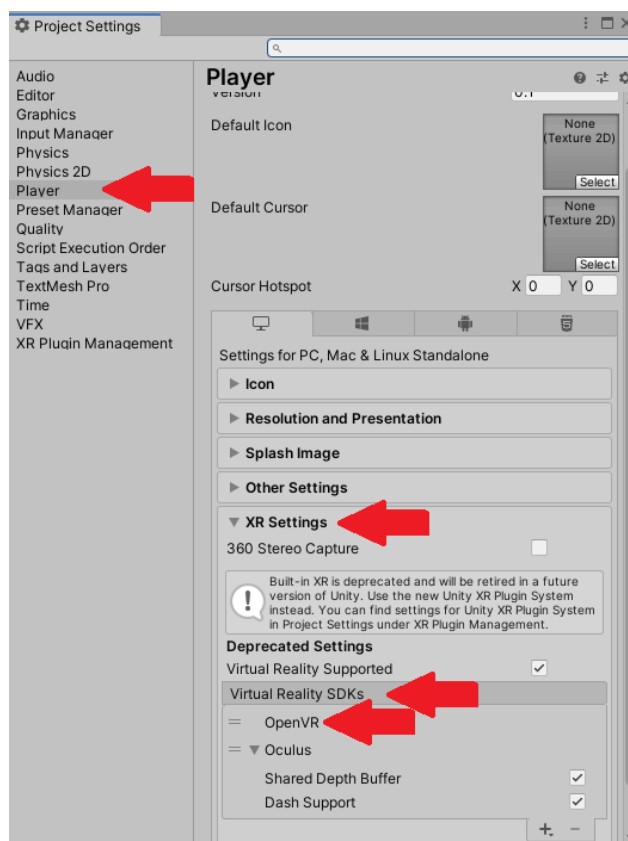 Project Settings
Audio
Editor
Graphics
Input Manager
Physics
Physics 2D
Player
Preset Manager
Quality
Script Execution Order
Tags and Layers
TextMesh Pro
Time
VFX
XR Plugin Management
Player
Version 0.1
Default Icon
None
(Texture 2D)
Select
Default Cursor
None
(Texture 2D)
Select
Cursor Hotspot X 0 Y 0
Settings for PC, Mac & Linux Standalone
Icon
Resolution and Presentation
Splash Image
Other Settings
XR Settings
360 Stereo Capture
Built-in XR is deprecated and will be retired in a future
version of Unity. Use the new Unity XR Plugin System
instead. You can find settings for Unity XR Plugin System
in Project Settings under XR Plugin Management.
Deprecated Settings
Virtual Reality Supported
Virtual Reality SDKs
OpenVR
Oculus
Shared Depth Buffer
Dash Support